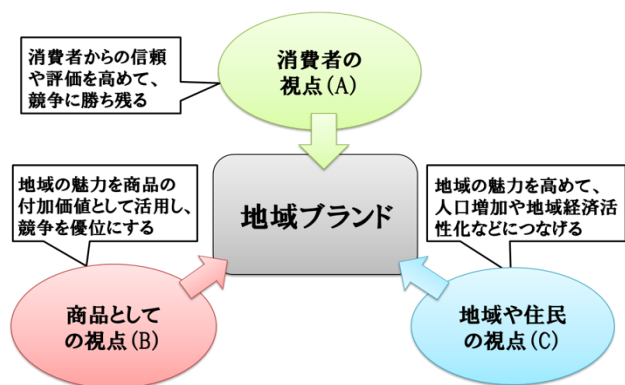 消費者からの信頼
や評価を高めて、
競争に勝ち残る
消費者の
視点(A)
地域の魅力を商品の
付加価値として活用し、
競争を優位にする
地域ブランド
地域の魅力を高めて、
人口増加や地域経済活
性化などにつなげる
商品として
の視点(B)
地域や住民
の視点(C)